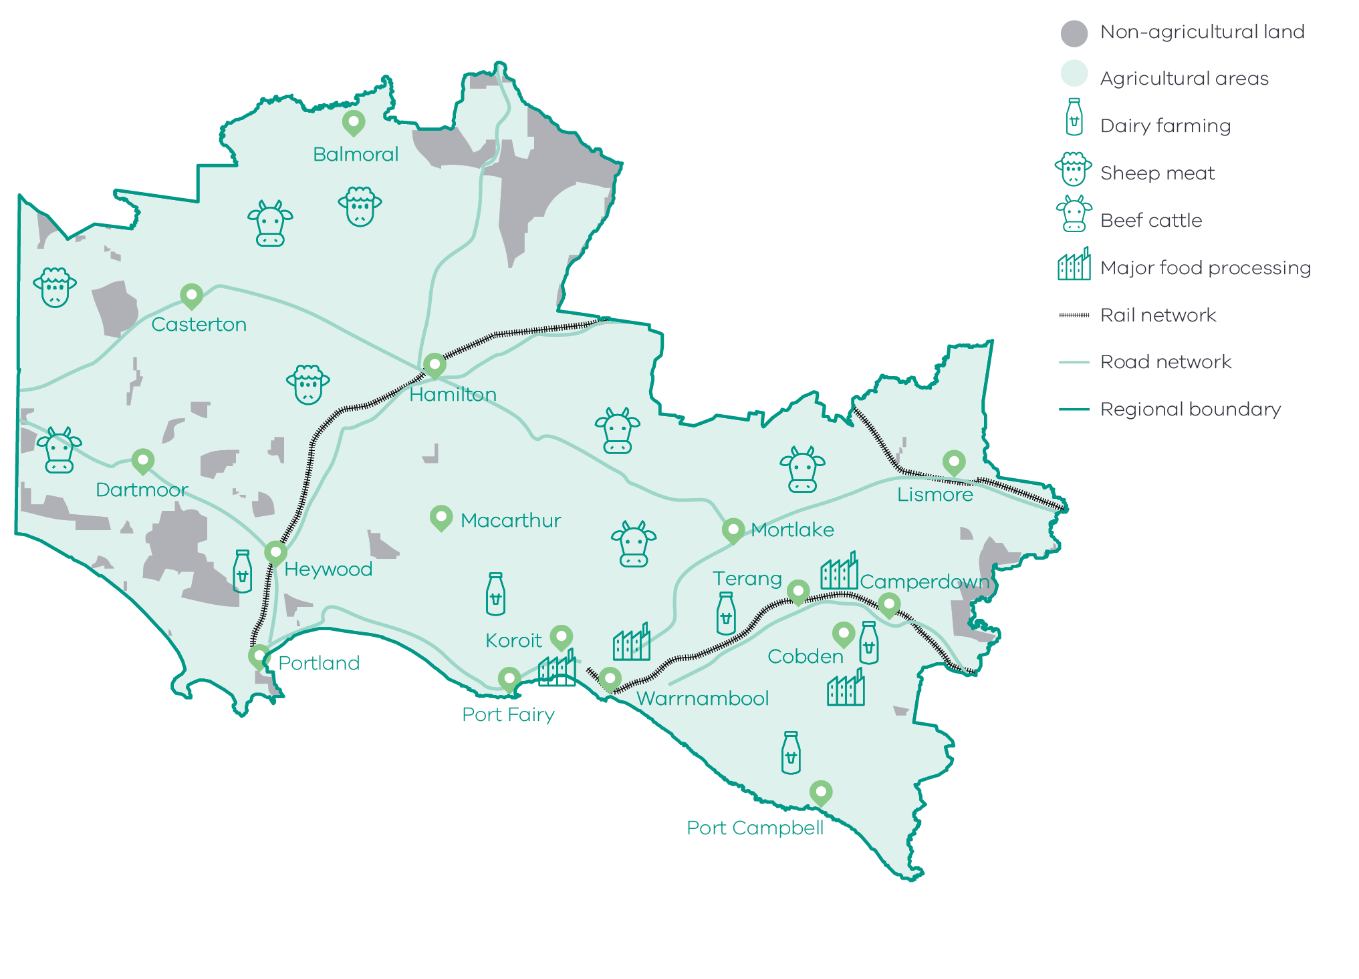 Non-agricultural land
Agricultural areas
Dairy farming
Sheep meat
Beef cattle
Major food processing
Rail network
Road network
Regional boundary
Balmoral
Casterton
Hamilton
Dartmoor
Lismore
Macarthur
Mortlake
Heywood
Terang
Camperdown
Koroit
Cobden
Portland
Warrnambool
Port Fairy
Port Campbell